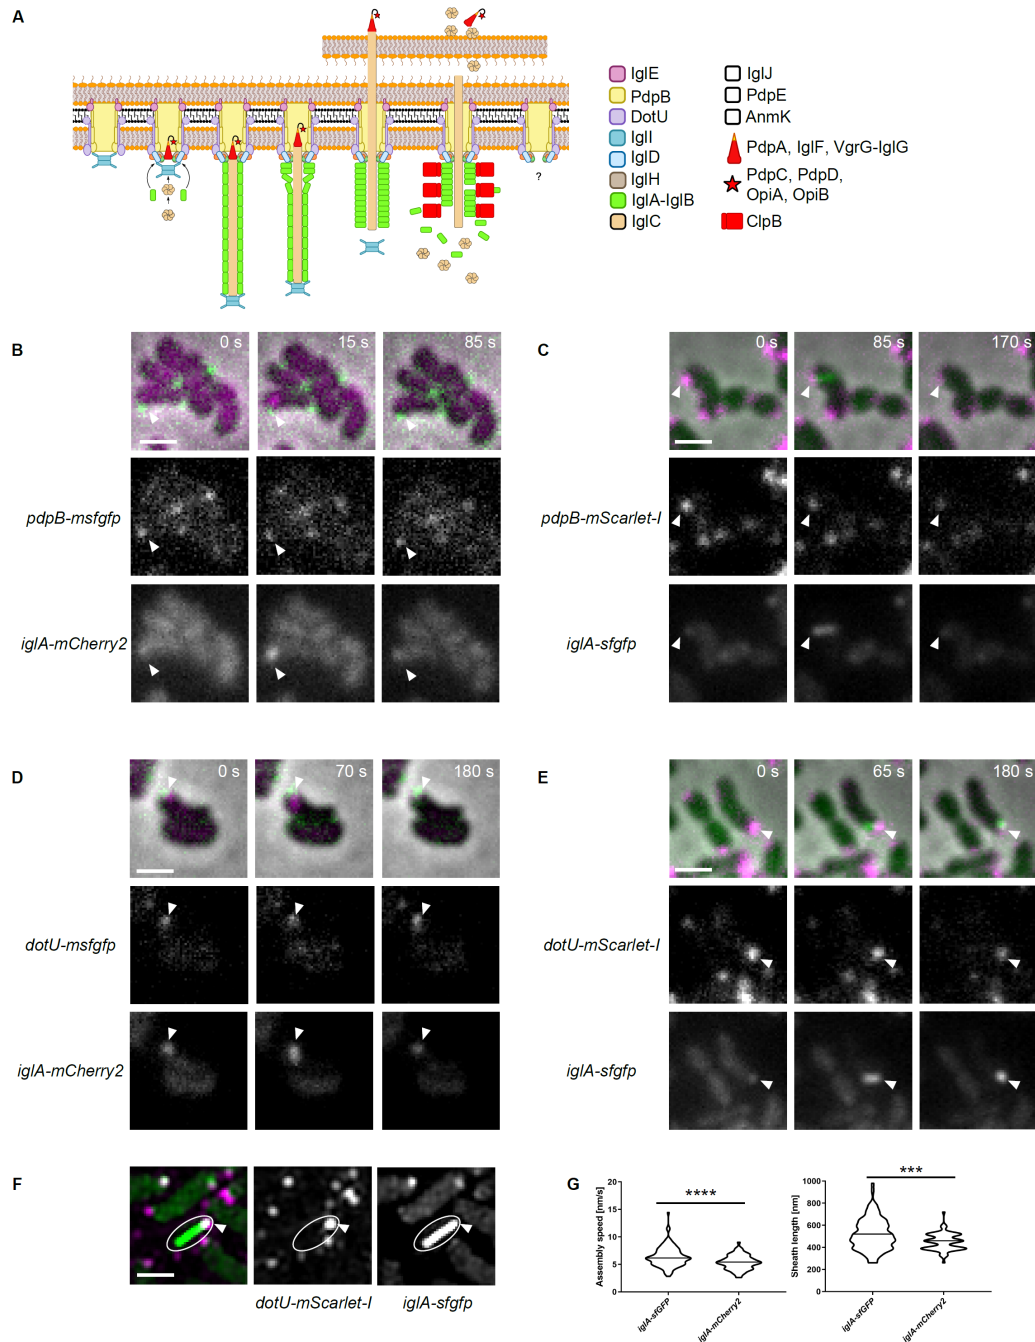 A
IglE
PdpB
DotU
IglI
IglD
IglH
IglA-IglB
IglC
IglJ
PdpE
AnmK
PdpA, IglF, VgrG-IglG
PdpC, PdpD,
OpiA, OpiB
ClpB
?
B
0 s
15 s
85 s
pdpB-msfgfp
iglA-mCherry2
C
0 s
85 s
170 s
pdpB-mScarlet-I
iglA-sfgfp
D
0 s
70 s
180 s
dotU-msfgfp
iglA-mCherry2
E
0 s
65 s
180 s
dotU-mScarlet-I
iglA-sfgfp
F
dotU-mScarlet-I
iglA-sfgfp
G
Assembly speed [nm/s]
20
15
10
5
0
****
iglA-sfGFP
iglA-mCherry2
Sheath length [nm]
1000
800
600
400
200
0
***
iglA-sfGFP
iglA-mCherry2